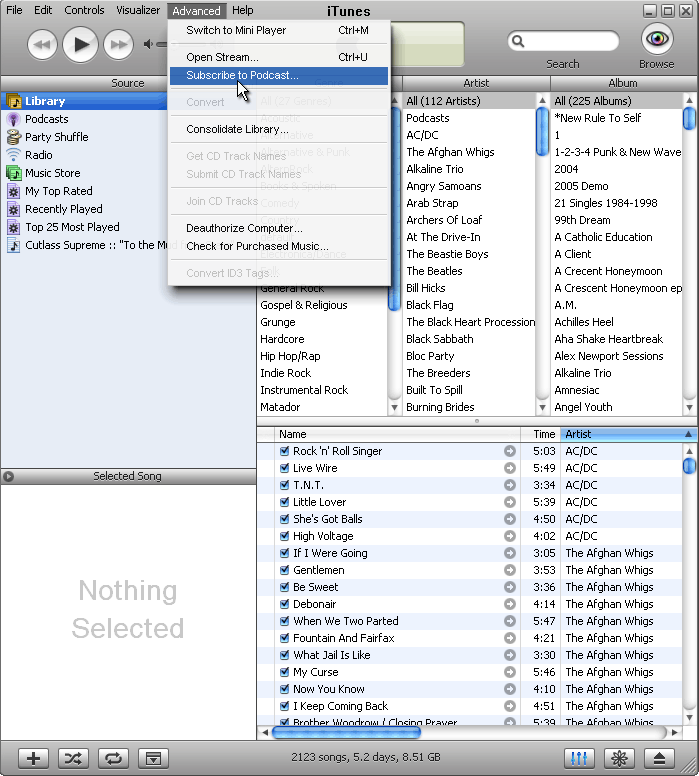 File Edit Controls Visualizer Advanced Help iTunes
Switch to Mini Player Ctrl+M
Open Stream... Ctrl+U
Subscribe to Podcast...
Convert
Consolidate Library...
Get CD Track Names
Submit CD Track Names
Join CD Tracks
Deauthorize Computer...
Check for Purchased Music...
Convert ID3 Tags...
Search Browse
Source
Library
Podcasts
Party Shuffle
Radio
Music Store
My Top Rated
Recently Played
Top 25 Most Played
Cutlass Supreme :: "To the Mud
Genre
All (27 Genres)
Acoustic
Alternative & Punk
Books & Spoken
Comedy
Country
General Rock
Gospel & Religious
Grunge
Hardcore
Hip Hop/Rap
Indie Rock
Instrumental Rock
Matador
Artist
All (112 Artists)
Podcasts
AC/DC
The Afghan Whigs
Alkaline Trio
Angry Samoans
Arab Strap
Archers Of Loaf
At The Drive-In
The Beastie Boys
The Beatles
Bill Hicks
Black Flag
The Black Heart Procession
Black Sabbath
Bloc Party
The Breeders
Built To Spill
Burning Brides
Album
All (225 Albums)
*New Rule To Self
1
1-2-3-4 Punk & New Wave
2004
2005 Demo
21 Singles 1984-1998
99th Dream
A Catholic Education
A Client
A Crecent Honeymoon
A Crescent Honeymoon ep
A.M.
Achilles Heel
Aha Shake Heartbreak
Alex Newport Sessions
Alkaline Trio
Amnesiac
Angel Youth
Selected Song
Nothing
Selected
Name Time Artist
Rock 'n' Roll Singer 5:03 AC/DC
Live Wire 5:49 AC/DC
T.N.T. 3:34 AC/DC
Little Lover 5:39 AC/DC
She's Got Balls 4:50 AC/DC
High Voltage 4:02 AC/DC
If I Were Going 3:05 The Afghan Whigs
Gentlemen 3:53 The Afghan Whigs
Be Sweet 3:36 The Afghan Whigs
Debonair 4:14 The Afghan Whigs
When We Two Parted 5:47 The Afghan Whigs
Fountain And Fairfax 4:21 The Afghan Whigs
What Jail Is Like 3:30 The Afghan Whigs
My Curse 5:46 The Afghan Whigs
Now You Know 4:10 The Afghan Whigs
I Keep Coming Back 4:51 The Afghan Whigs
Brother Woodrow / Closing Prayer 5:39 The Afghan Whigs
2123 songs, 5.2 days, 8.51 GB